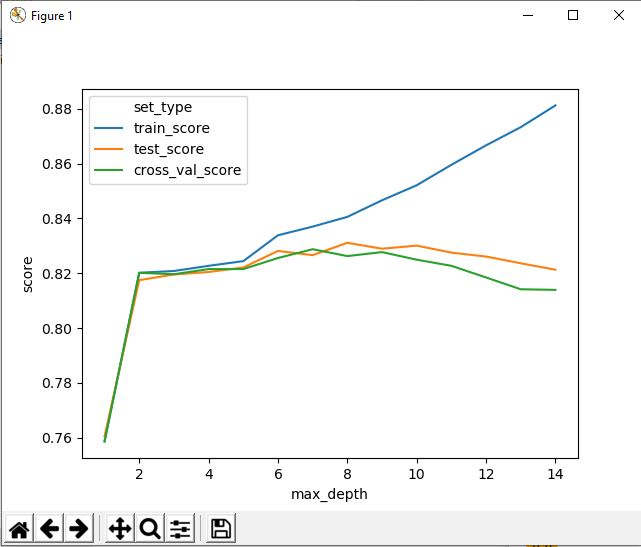 Figure 1
set_type
train_score
test_score
cross_val_score
0.88
0.86
0.84
0.82
0.80
0.78
0.76
score
2 4 6 8 10 12 14
max_depth